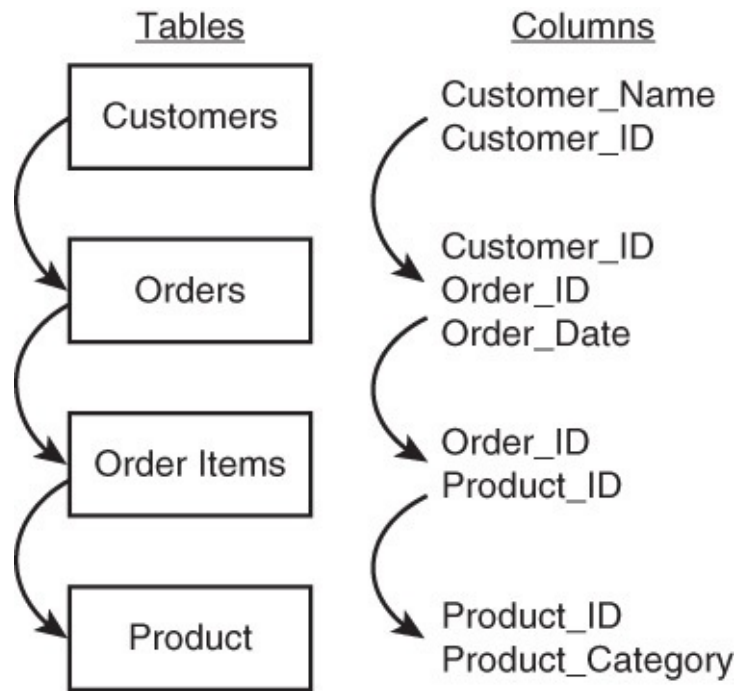 Tables
Columns
Customers
Customer_Name
Customer_ID
Orders
Customer_ID
Order_ID
Order_Date
Order Items
Order_ID
Product_ID
Product
Product_ID
Product_Category